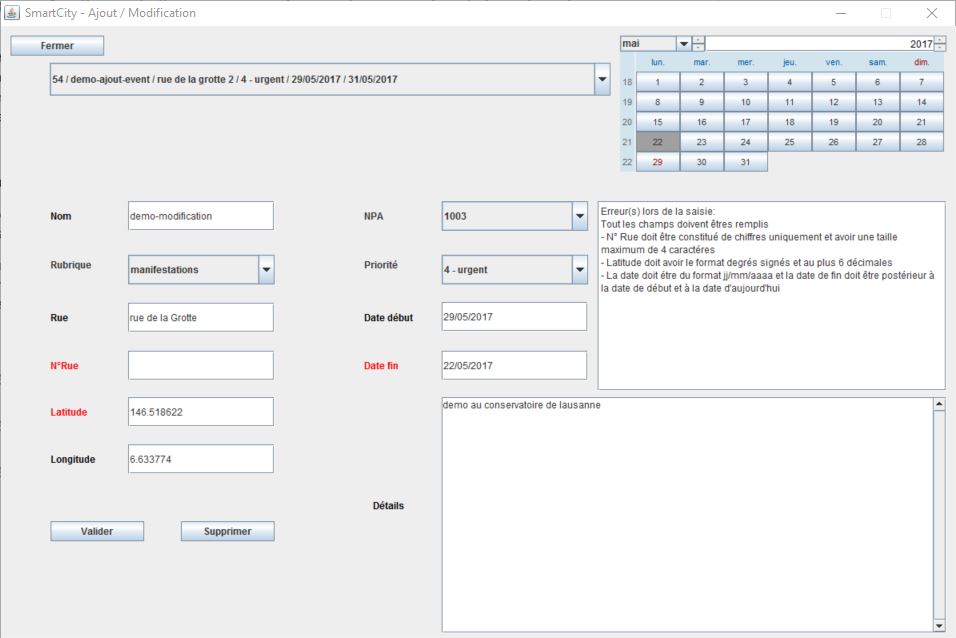 SmartCity - Ajout / Modification
Fermer
54 / demo-ajout-event / rue de la grotte 2 / 4 - urgent / 29/05/2017 / 31/05/2017
mai 2017
lun. mar. mer. jeu. ven. sam. dim.
18 1 2 3 4 5 6 7
19 8 9 10 11 12 13 14
20 15 16 17 18 19 20 21
21 22 23 24 25 26 27 28
22 29 30 31
Nom demo-modification
Rubrique manifestations
Rue rue de la Grotte
N°Rue
Latitude 146.518622
Longitude 6.633774
Valider Supprimer
NPA 1003
Priorité 4 - urgent
Date début 29/05/2017
Date fin 22/05/2017
Erreur(s) lors de la saisie:
Tout les champs doivent êtres remplis
- N° Rue doit être constitué de chiffres uniquement et avoir une taille
maximum de 4 caractères
- Latitude doit avoir le format degrés signés et au plus 6 décimales
- La date doit être du format jj/mm/aaaa et la date de fin doit être postérieur à
la date de début et à la date d'aujourd'hui
Détails
demo au conservatoire de lausanne